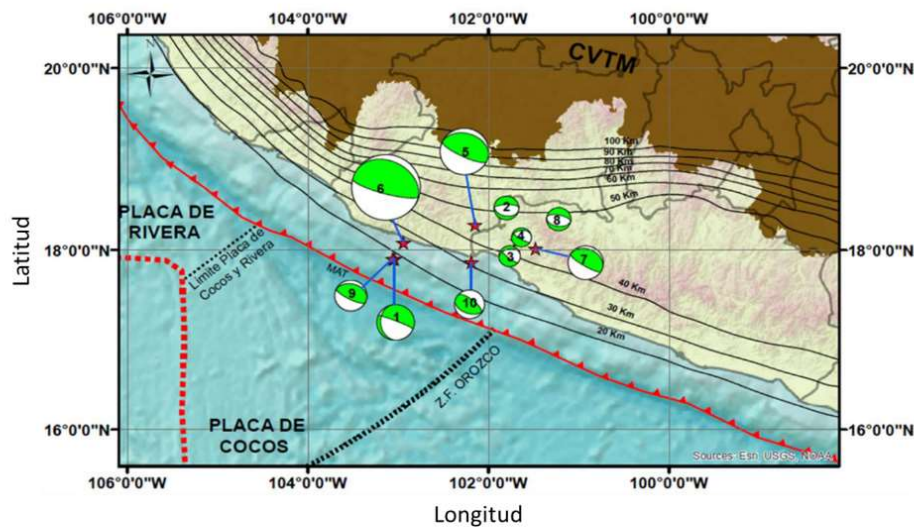 106°0'0"W 104°0'0"W 102°0'0"W 100°0'0"W
20°0'0"N
20°0'0"N
N
CVTM
100 Km
90 Km
80 Km
70 Km
60 Km
50 Km
5
6
2
8
4
3
7
PLACA DE
RIVERA
18°0'0"N
18°0'0"N
Limite Placa de
Cocos y Rivera
MAT
9
1
10
40 Km
30 Km
20 Km
Z.F. OROZCO
PLACA DE
COCOS
16°0'0"N
16°0'0"N
Sources: Esri, USGS, NOAA
106°0'0"W 104°0'0"W 102°0'0"W 100°0'0"W
Latitud
Longitud